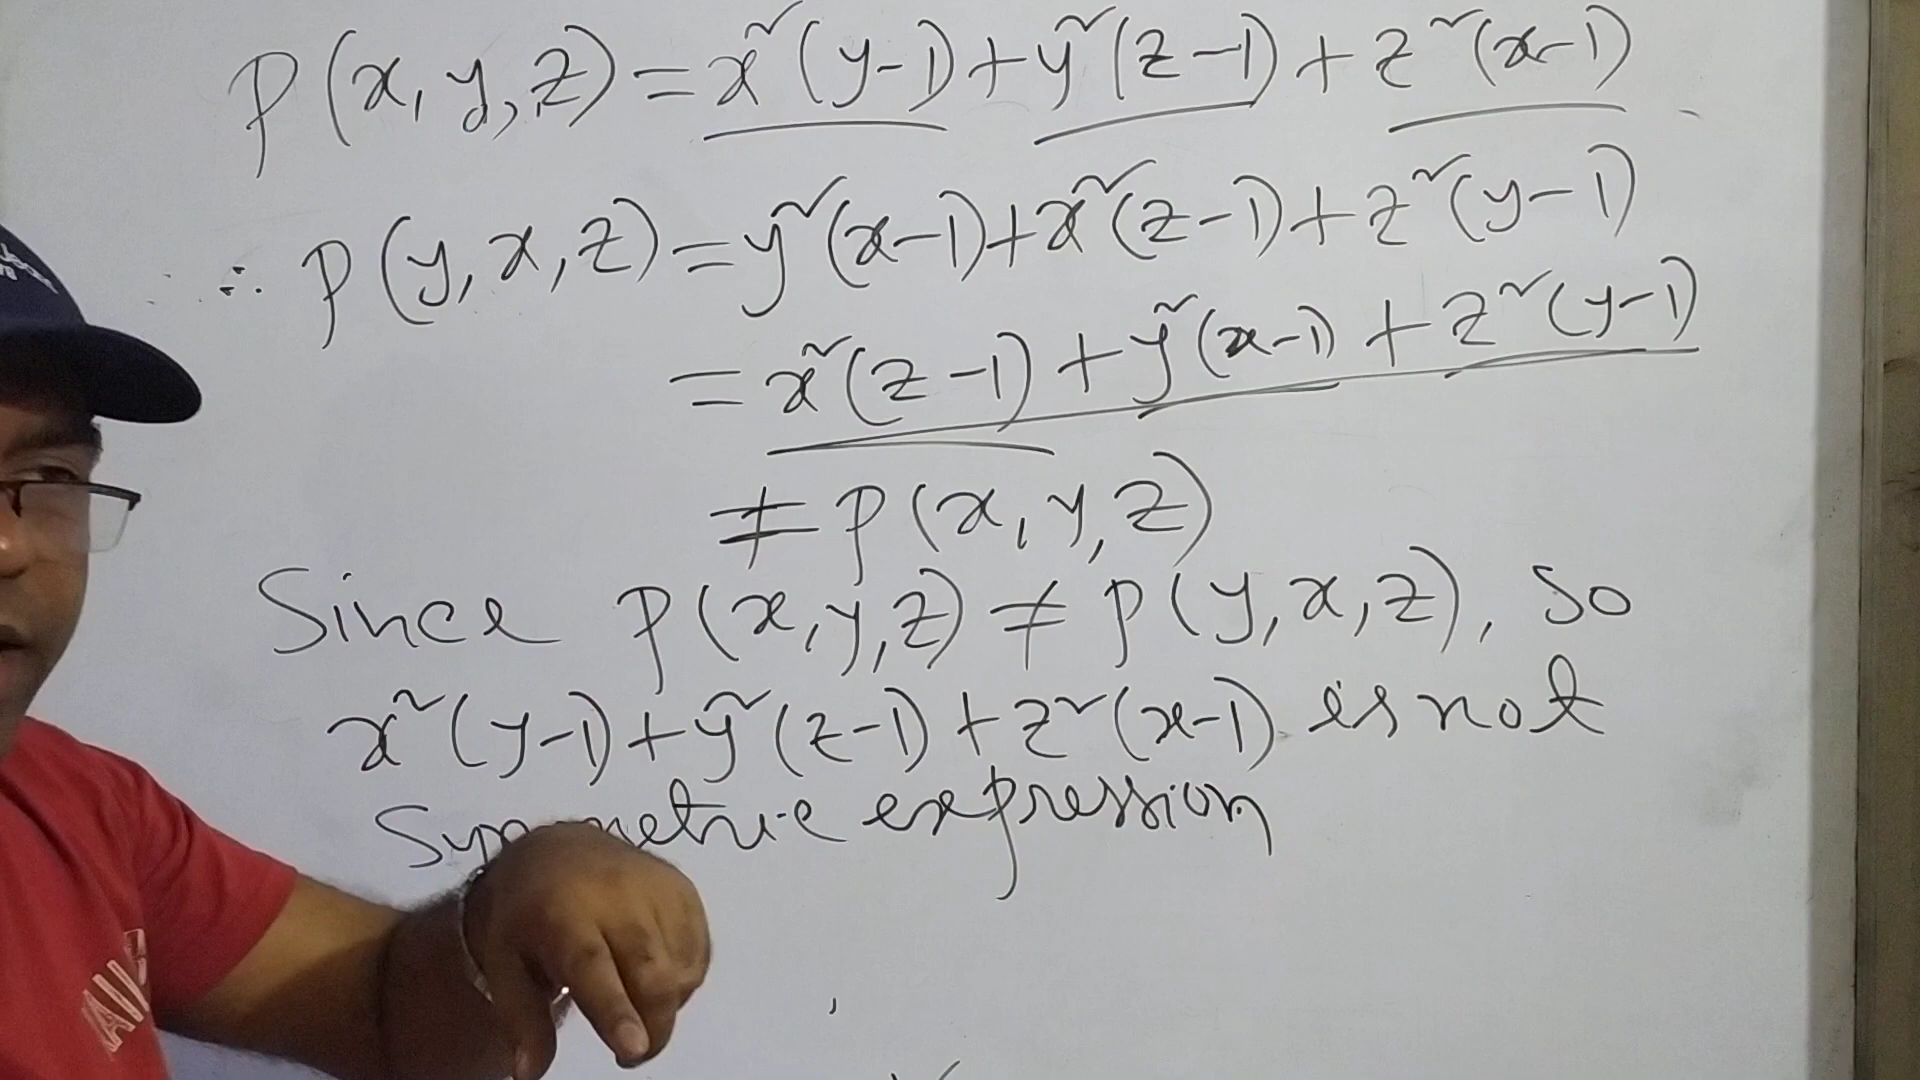 P(x, y, z) = x²(y-1) + y²(z-1) + z²(x-1)
∴ P(y, x, z) = y²(x-1) + x²(z-1) + z²(y-1)
= x²(z-1) + y²(x-1) + z²(y-1)
≠ P(x, y, z)
Since P(x, y, z) ≠ P(y, x, z), So
x²(y-1) + y²(z-1) + z²(x-1) is not
Symmetric expression